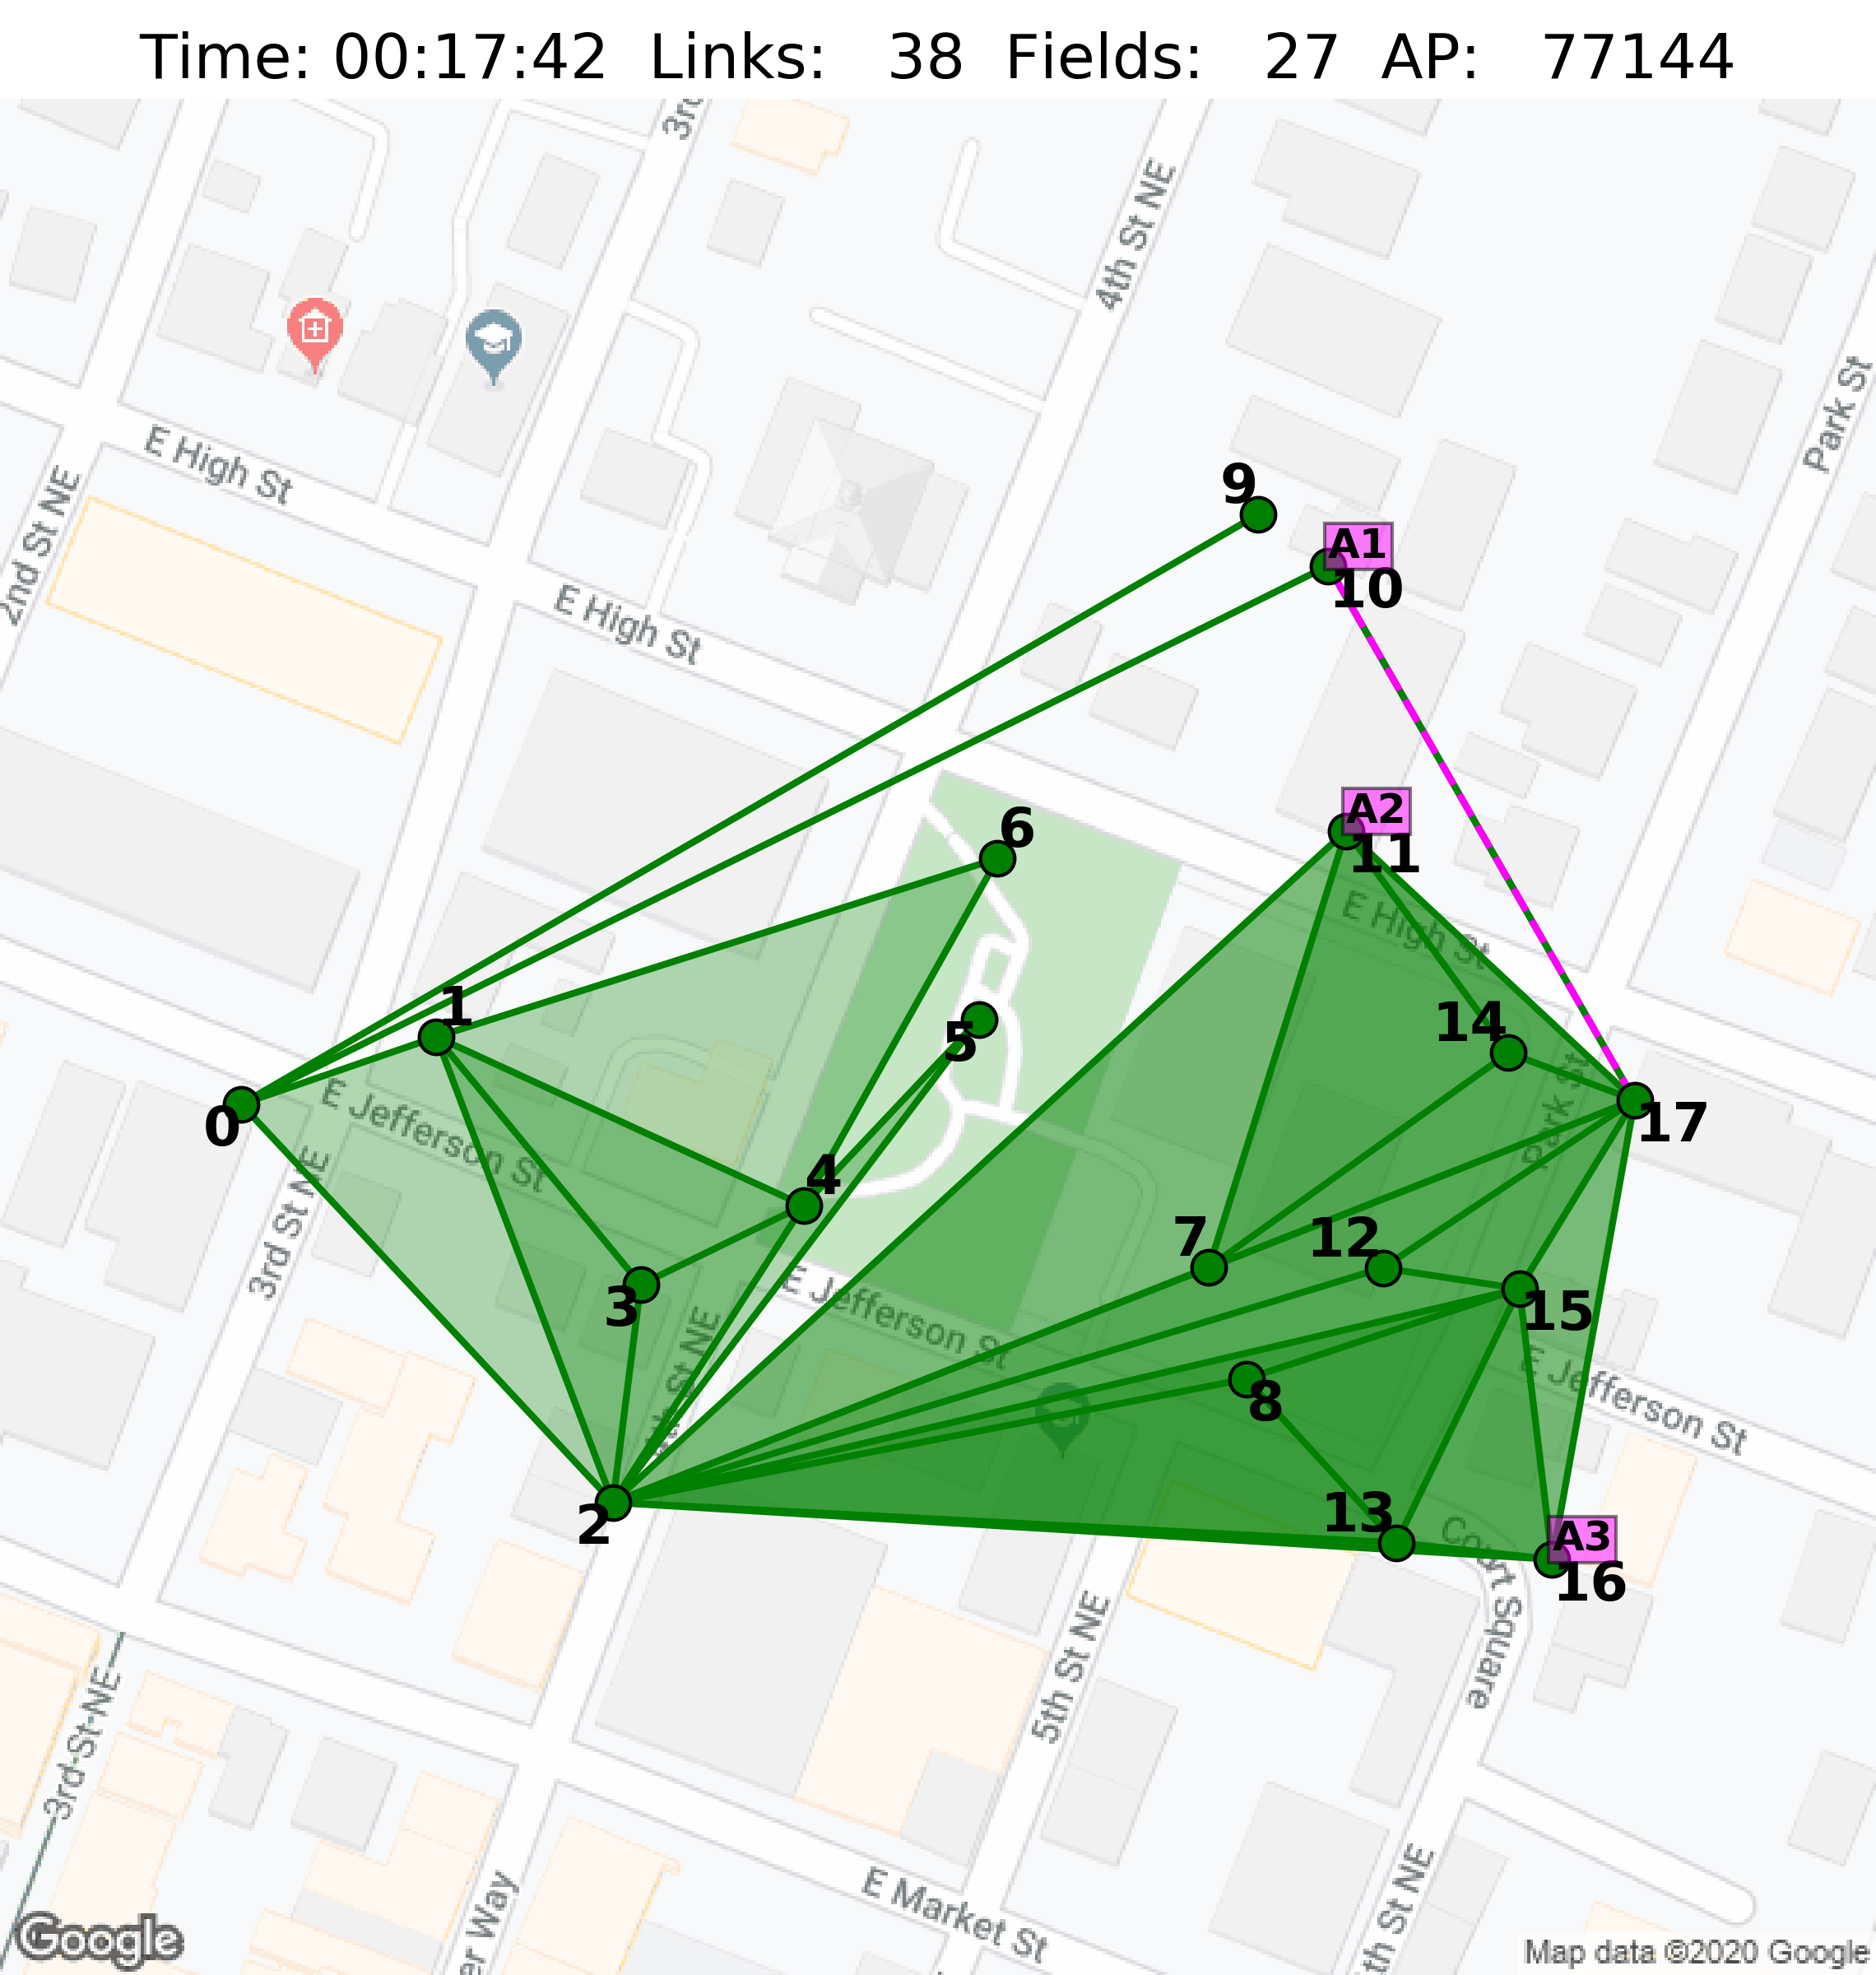 Time: 00:17:42 Links: 38 Fields: 27 AP: 77144
3rd
4th St NE
Park St
E High St
2nd St NE
9
A1
10
E High St
6
A2
11
E High St
1
14
5
0
E Jefferson St
17
Park St
4
3rd St NE
7
12
3
E Jefferson St
15
4th St NE
E Jefferson St
8
2
13
A3
16
Court Square
5th St NE
3rd St NE
E Market St
er Way
th St NE
Google
Map data ©2020 Google